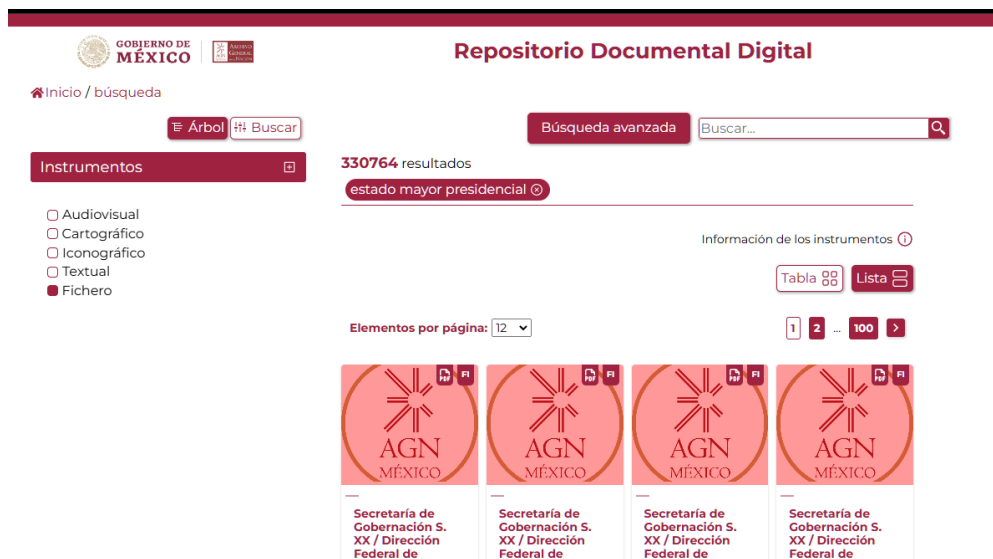 GOBIERNO DE
MÉXICO
ARCHIVO
GENERAL
Repositorio Documental Digital
Inicio / búsqueda
Árbol
Buscar
Búsqueda avanzada
Buscar...
Instrumentos
330764 resultados
estado mayor presidencial
Audiovisual
Cartográfico
Iconográfico
Textual
Fichero
Información de los instrumentos
Tabla
Lista
Elementos por página: 12
1 2 ... 100 >
PDF FI
AGN
MÉXICO
Secretaría de
Gobernación S.
XX / Dirección
Federal de
PDF FI
AGN
MÉXICO
Secretaría de
Gobernación S.
XX / Dirección
Federal de
PDF FI
AGN
MÉXICO
Secretaría de
Gobernación S.
XX / Dirección
Federal de
PDF FI
AGN
MÉXICO
Secretaría de
Gobernación S.
XX / Dirección
Federal de